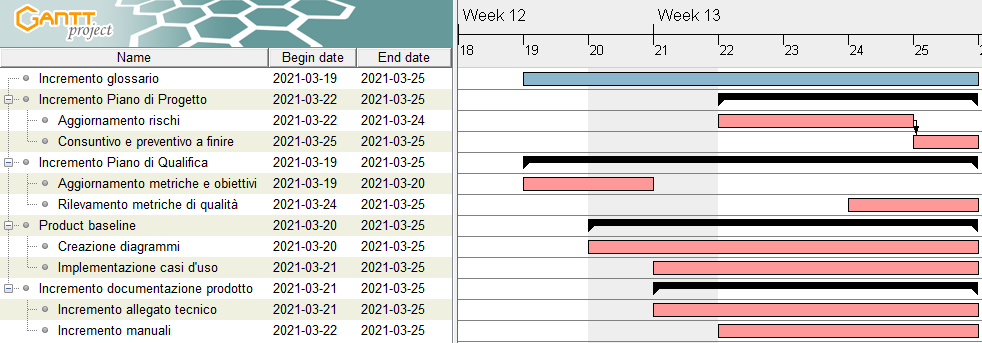 GANTT
project
Week 12 Week 13
Name Begin date End date
18 19 20 21 22 23 24 25
Incremento glossario 2021-03-19 2021-03-25
Incremento Piano di Progetto 2021-03-22 2021-03-25
Aggiornamento rischi 2021-03-22 2021-03-24
Consuntivo e preventivo a finire 2021-03-25 2021-03-25
Incremento Piano di Qualifica 2021-03-19 2021-03-25
Aggiornamento metriche e obiettivi 2021-03-19 2021-03-20
Rilevamento metriche di qualità 2021-03-24 2021-03-25
Product baseline 2021-03-20 2021-03-25
Creazione diagrammi 2021-03-20 2021-03-25
Implementazione casi d'uso 2021-03-21 2021-03-25
Incremento documentazione prodotto 2021-03-21 2021-03-25
Incremento allegato tecnico 2021-03-21 2021-03-25
Incremento manuali 2021-03-22 2021-03-25